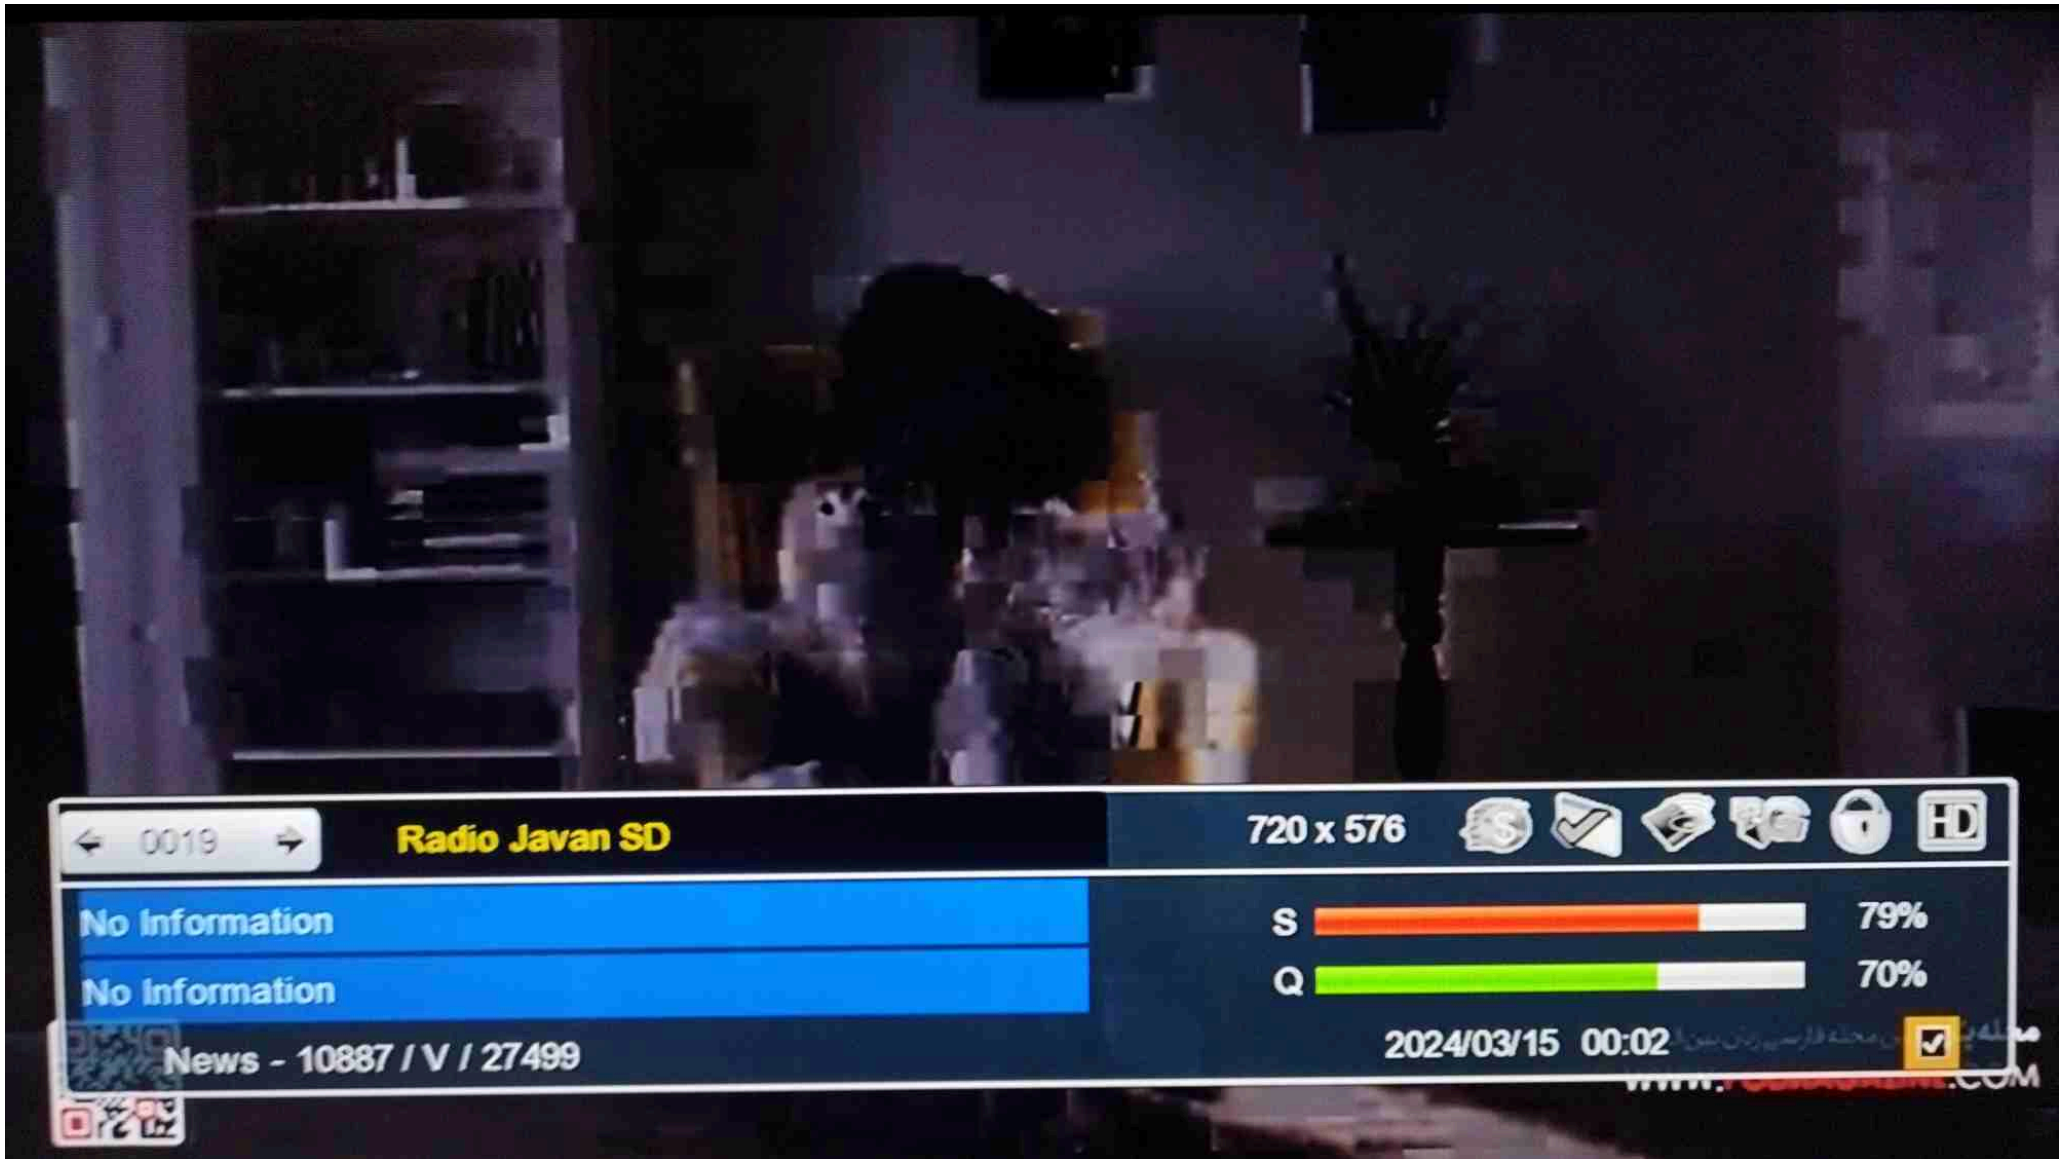 0019
Radio Javan SD
720 x 576
HD
No Information
S 79%
No Information
Q 70%
News - 10887 / V / 27499
2024/03/15 00:02
.COM